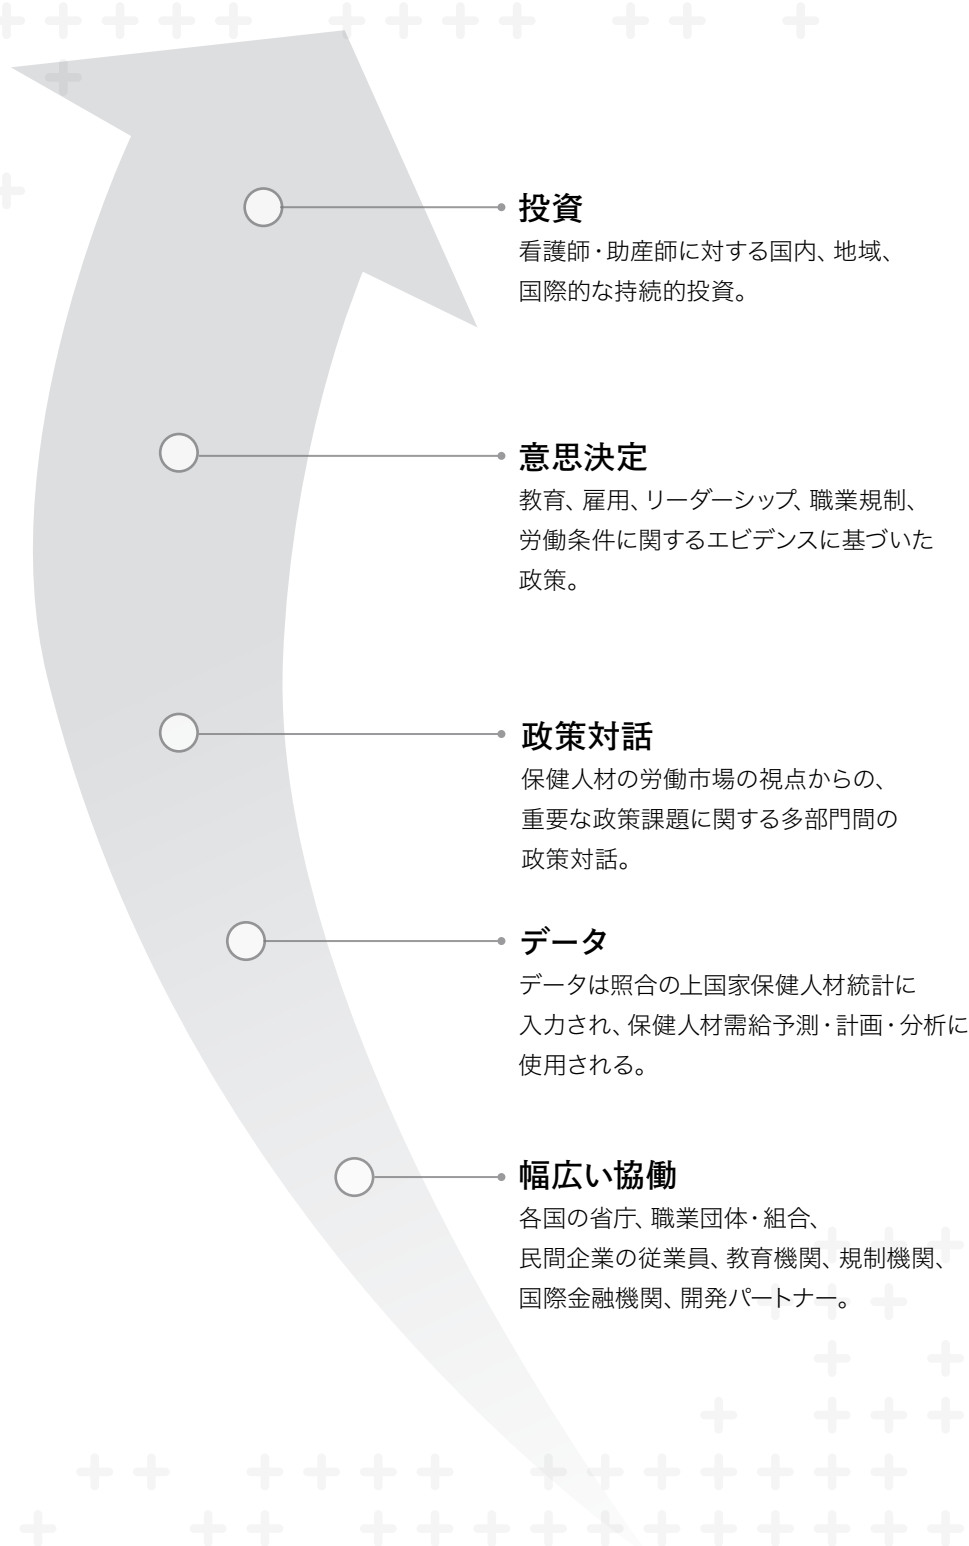 投資
看護師・助産師に対する国内、地域、
国際的な持続的投資。
意思決定
教育、雇用、リーダーシップ、職業規制、
労働条件に関するエビデンスに基づいた
政策。
政策対話
保健人材の労働市場の視点からの、
重要な政策課題に関する多部門間の
政策対話。
データ
データは照合の上国家保健人材統計に
入力され、保健人材需給予測・計画・分析に
使用される。
幅広い協働
各国の省庁、職業団体・組合、
民間企業の従業員、教育機関、規制機関、
国際金融機関、開発パートナー。